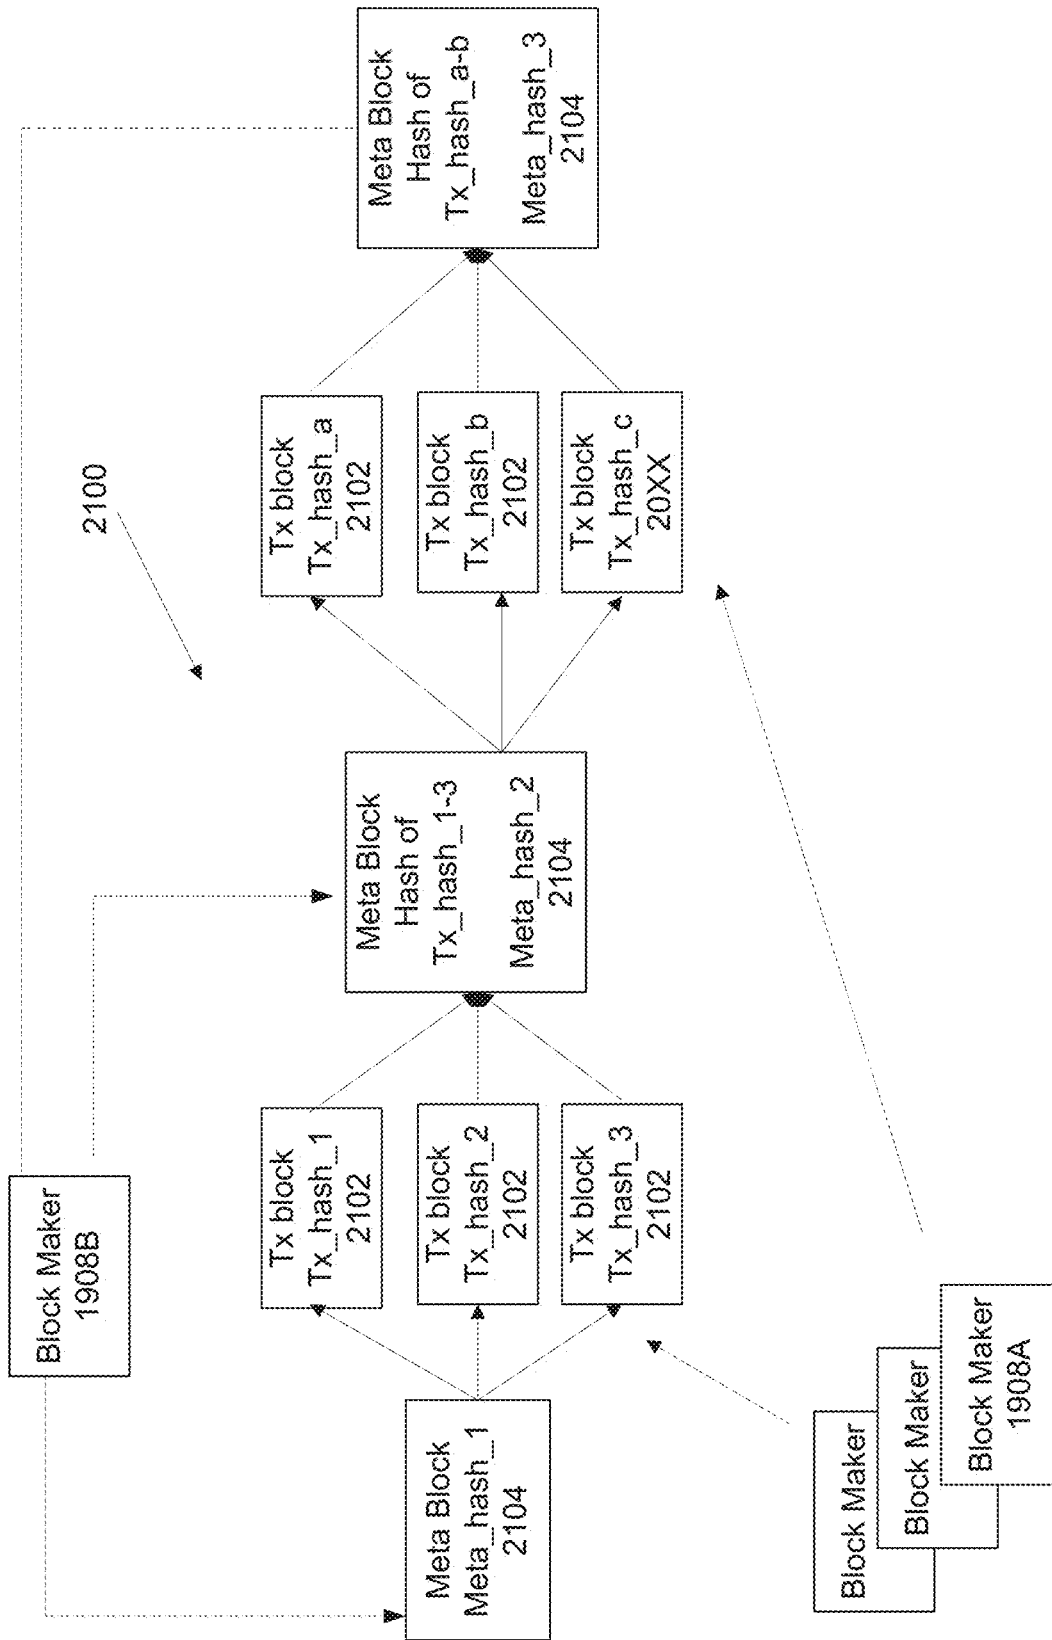 Block Maker
1908B
2100
Meta Block
Meta_hash_1
2104
Tx block
Tx_hash_1
2102
Tx block
Tx_hash_2
2102
Tx block
Tx_hash_3
2102
Meta Block
Hash of
Tx_hash_1-3
Meta_hash_2
2104
Tx block
Tx_hash_a
2102
Tx block
Tx_hash_b
2102
Tx block
Tx_hash_c
20XX
Meta Block
Hash of
Tx_hash_a-b
Meta_hash_3
2104
Block Maker
Block Maker
Block Maker
1908A